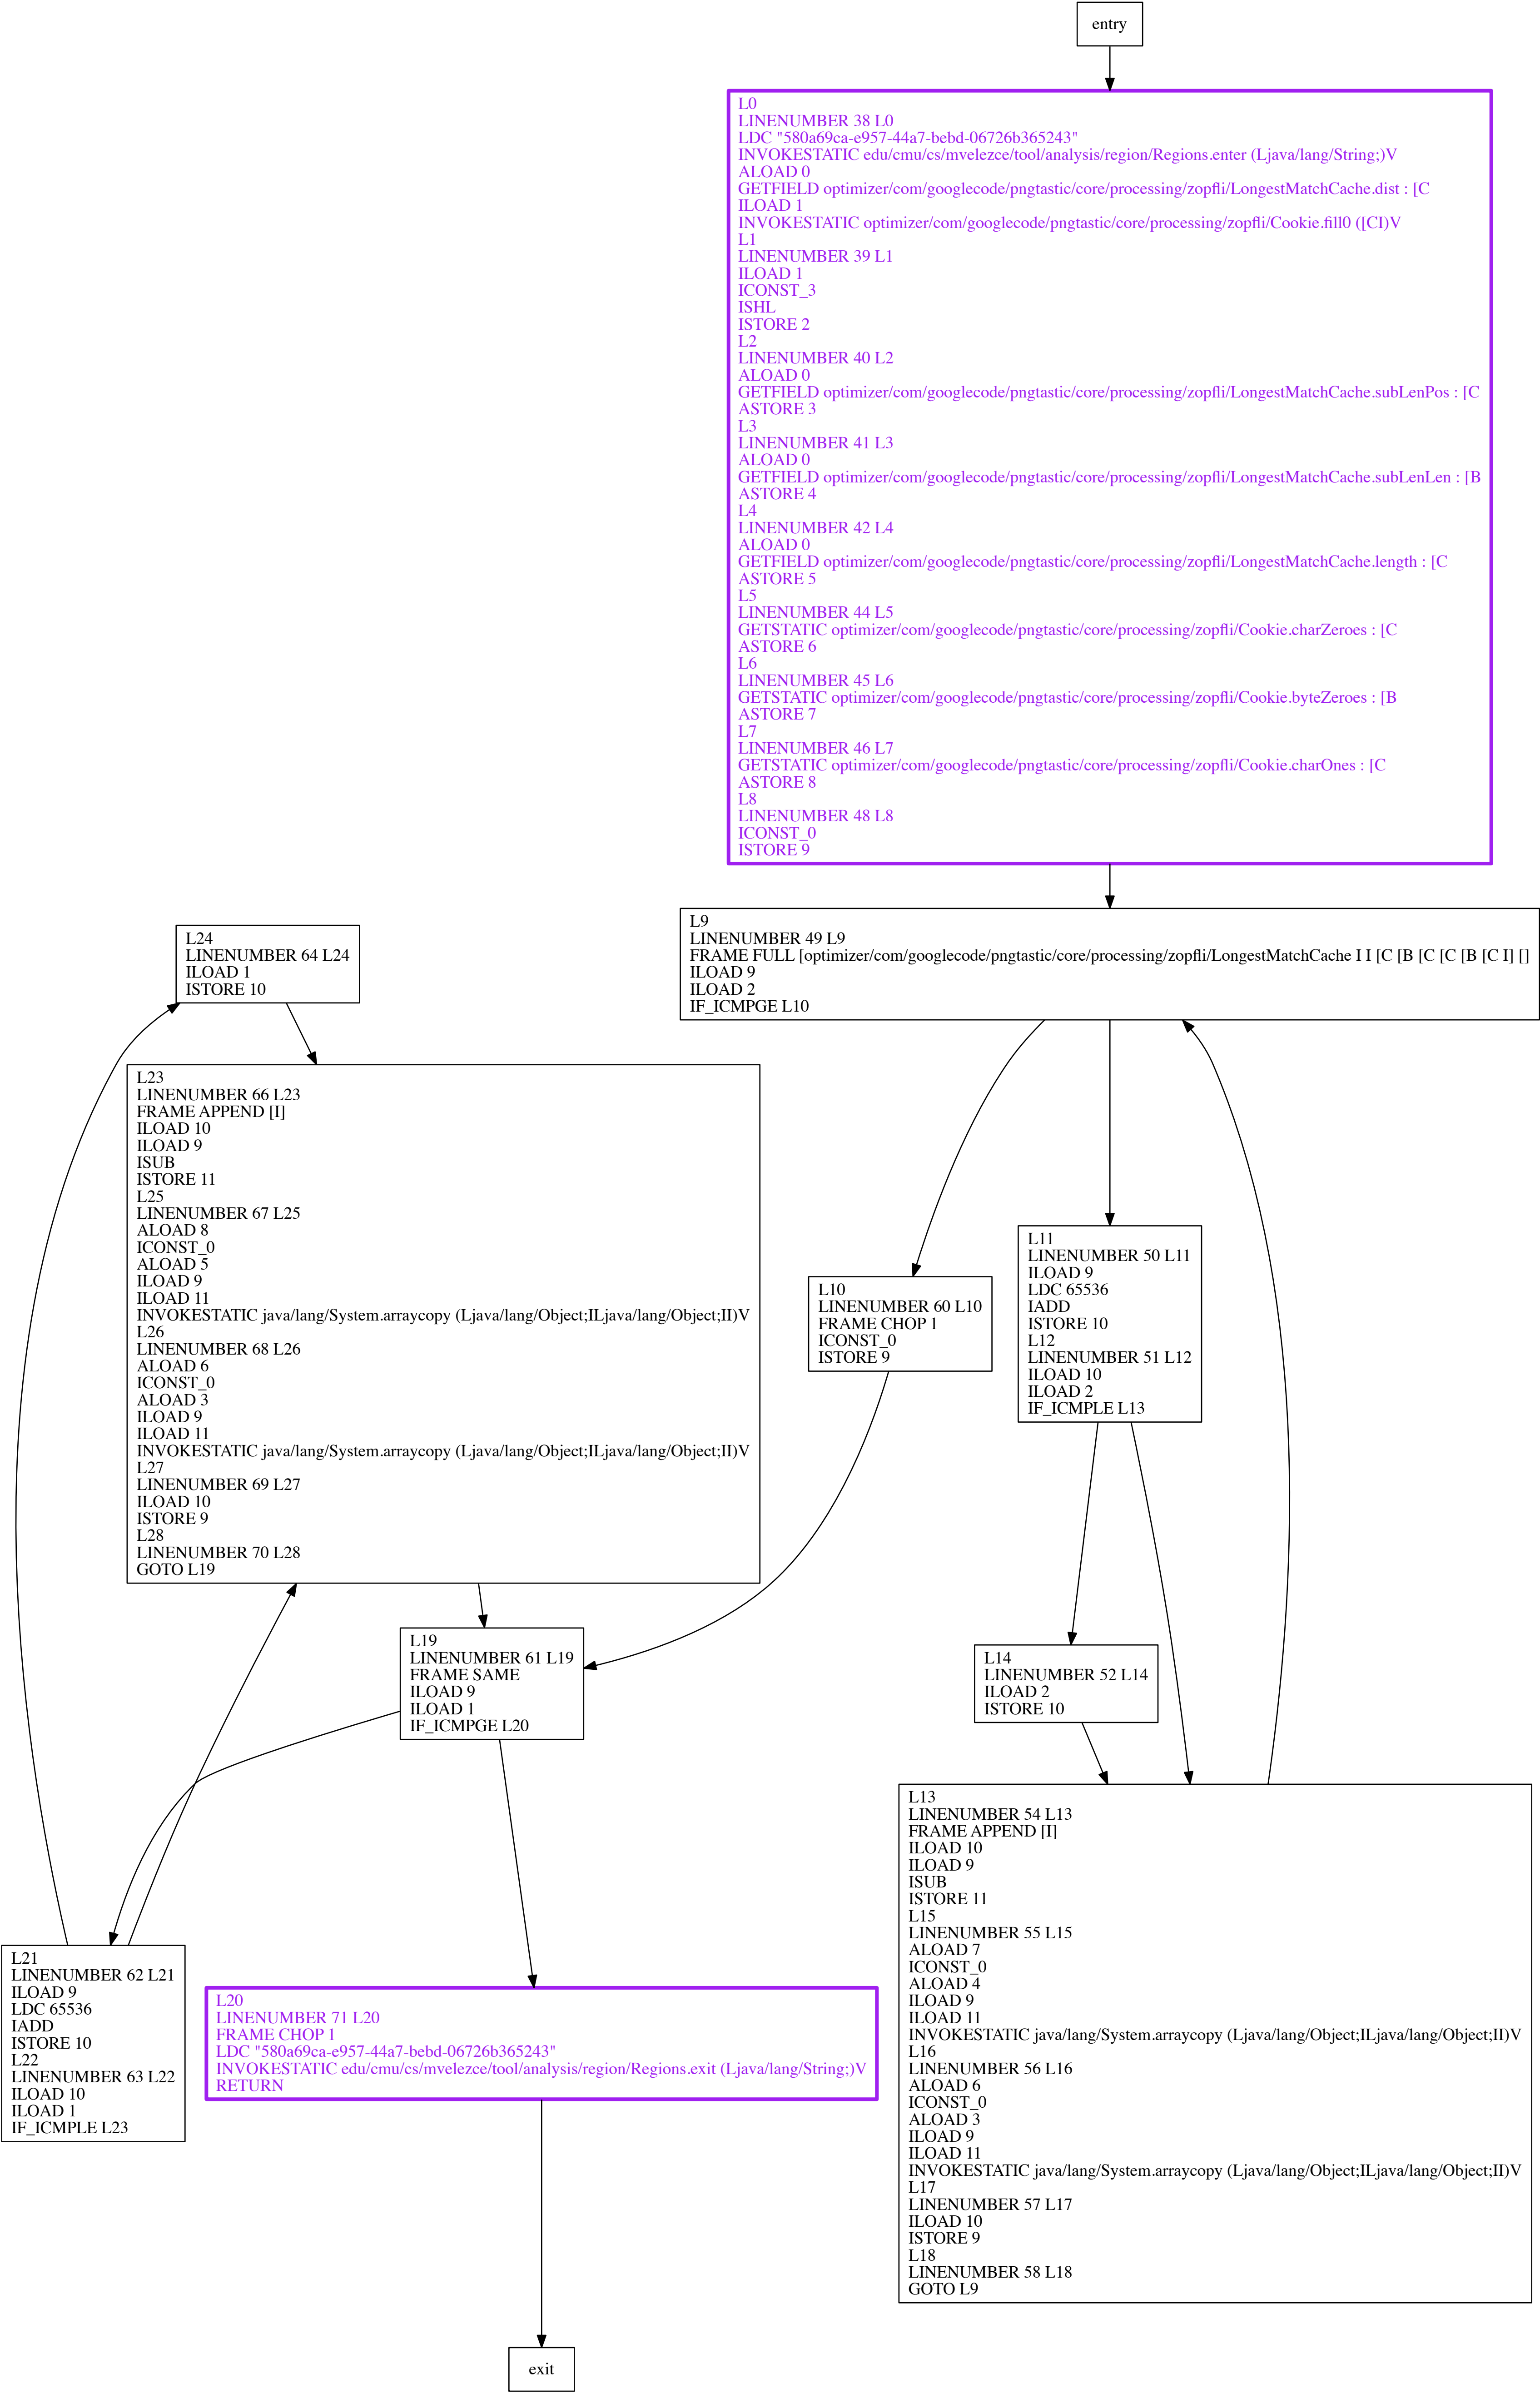 entry
L0
LINENUMBER 38 L0
LDC "580a69ca-e957-44a7-bebd-06726b365243"
INVOKESTATIC edu/cmu/cs/mvelezce/tool/analysis/region/Regions.enter (Ljava/lang/String;)V
ALOAD 0
GETFIELD optimizer/com/googlecode/pngtastic/core/processing/zopfli/LongestMatchCache.dist : [C
ILOAD 1
INVOKESTATIC optimizer/com/googlecode/pngtastic/core/processing/zopfli/Cookie.fill0 ([CI)V
L1
LINENUMBER 39 L1
ILOAD 1
ICONST_3
ISHL
ISTORE 2
L2
LINENUMBER 40 L2
ALOAD 0
GETFIELD optimizer/com/googlecode/pngtastic/core/processing/zopfli/LongestMatchCache.subLenPos : [C
ASTORE 3
L3
LINENUMBER 41 L3
ALOAD 0
GETFIELD optimizer/com/googlecode/pngtastic/core/processing/zopfli/LongestMatchCache.subLenLen : [B
ASTORE 4
L4
LINENUMBER 42 L4
ALOAD 0
GETFIELD optimizer/com/googlecode/pngtastic/core/processing/zopfli/LongestMatchCache.length : [C
ASTORE 5
L5
LINENUMBER 44 L5
GETSTATIC optimizer/com/googlecode/pngtastic/core/processing/zopfli/Cookie.charZeroes : [C
ASTORE 6
L6
LINENUMBER 45 L6
GETSTATIC optimizer/com/googlecode/pngtastic/core/processing/zopfli/Cookie.byteZeroes : [B
ASTORE 7
L7
LINENUMBER 46 L7
GETSTATIC optimizer/com/googlecode/pngtastic/core/processing/zopfli/Cookie.charOnes : [C
ASTORE 8
L8
LINENUMBER 48 L8
ICONST_0
ISTORE 9
L9
LINENUMBER 49 L9
FRAME FULL [optimizer/com/googlecode/pngtastic/core/processing/zopfli/LongestMatchCache I I [C [B [C [C [B [C I] []
ILOAD 9
ILOAD 2
IF_ICMPGE L10
L24
LINENUMBER 64 L24
ILOAD 1
ISTORE 10
L23
LINENUMBER 66 L23
FRAME APPEND [I]
ILOAD 10
ILOAD 9
ISUB
ISTORE 11
L25
LINENUMBER 67 L25
ALOAD 8
ICONST_0
ALOAD 5
ILOAD 9
ILOAD 11
INVOKESTATIC java/lang/System.arraycopy (Ljava/lang/Object;ILjava/lang/Object;II)V
L26
LINENUMBER 68 L26
ALOAD 6
ICONST_0
ALOAD 3
ILOAD 9
ILOAD 11
INVOKESTATIC java/lang/System.arraycopy (Ljava/lang/Object;ILjava/lang/Object;II)V
L27
LINENUMBER 69 L27
ILOAD 10
ISTORE 9
L28
LINENUMBER 70 L28
GOTO L19
L10
LINENUMBER 60 L10
FRAME CHOP 1
ICONST_0
ISTORE 9
L11
LINENUMBER 50 L11
ILOAD 9
LDC 65536
IADD
ISTORE 10
L12
LINENUMBER 51 L12
ILOAD 10
ILOAD 2
IF_ICMPLE L13
L19
LINENUMBER 61 L19
FRAME SAME
ILOAD 9
ILOAD 1
IF_ICMPGE L20
L14
LINENUMBER 52 L14
ILOAD 2
ISTORE 10
L13
LINENUMBER 54 L13
FRAME APPEND [I]
ILOAD 10
ILOAD 9
ISUB
ISTORE 11
L15
LINENUMBER 55 L15
ALOAD 7
ICONST_0
ALOAD 4
ILOAD 9
ILOAD 11
INVOKESTATIC java/lang/System.arraycopy (Ljava/lang/Object;ILjava/lang/Object;II)V
L16
LINENUMBER 56 L16
ALOAD 6
ICONST_0
ALOAD 3
ILOAD 9
ILOAD 11
INVOKESTATIC java/lang/System.arraycopy (Ljava/lang/Object;ILjava/lang/Object;II)V
L17
LINENUMBER 57 L17
ILOAD 10
ISTORE 9
L18
LINENUMBER 58 L18
GOTO L9
L21
LINENUMBER 62 L21
ILOAD 9
LDC 65536
IADD
ISTORE 10
L22
LINENUMBER 63 L22
ILOAD 10
ILOAD 1
IF_ICMPLE L23
L20
LINENUMBER 71 L20
FRAME CHOP 1
LDC "580a69ca-e957-44a7-bebd-06726b365243"
INVOKESTATIC edu/cmu/cs/mvelezce/tool/analysis/region/Regions.exit (Ljava/lang/String;)V
RETURN
exit